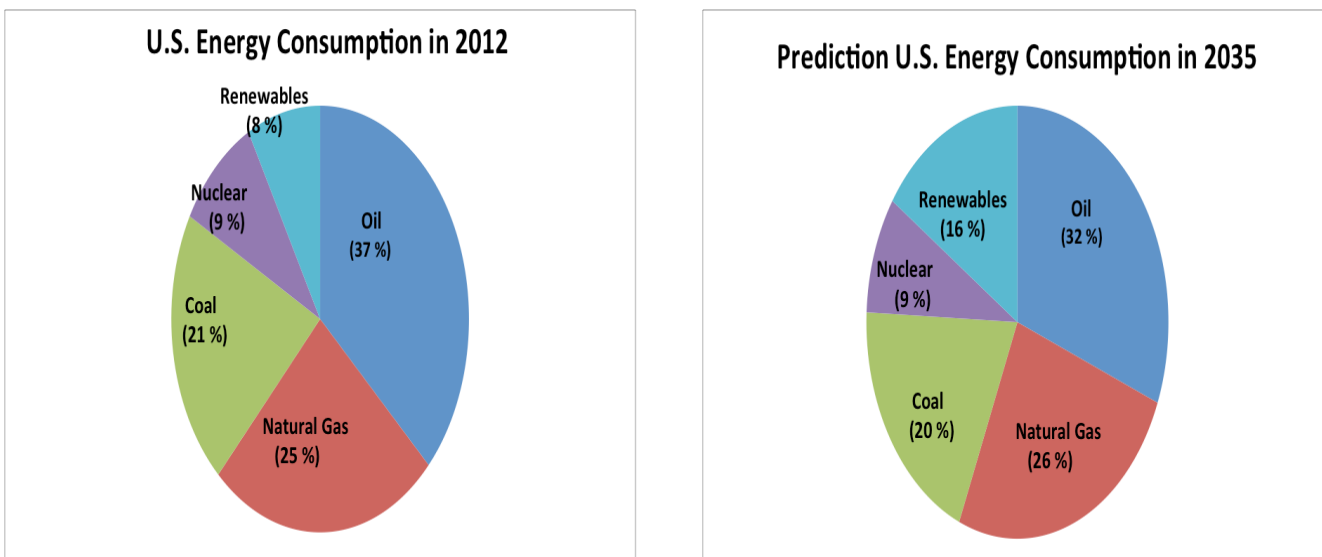 U.S. Energy Consumption in 2012
Renewables
(8 %)
Nuclear
(9 %)
Oil
(37 %)
Coal
(21 %)
Natural Gas
(25 %)
Prediction U.S. Energy Consumption in 2035
Renewables
(16 %)
Oil
(32 %)
Nuclear
(9 %)
Coal
(20 %)
Natural Gas
(26 %)